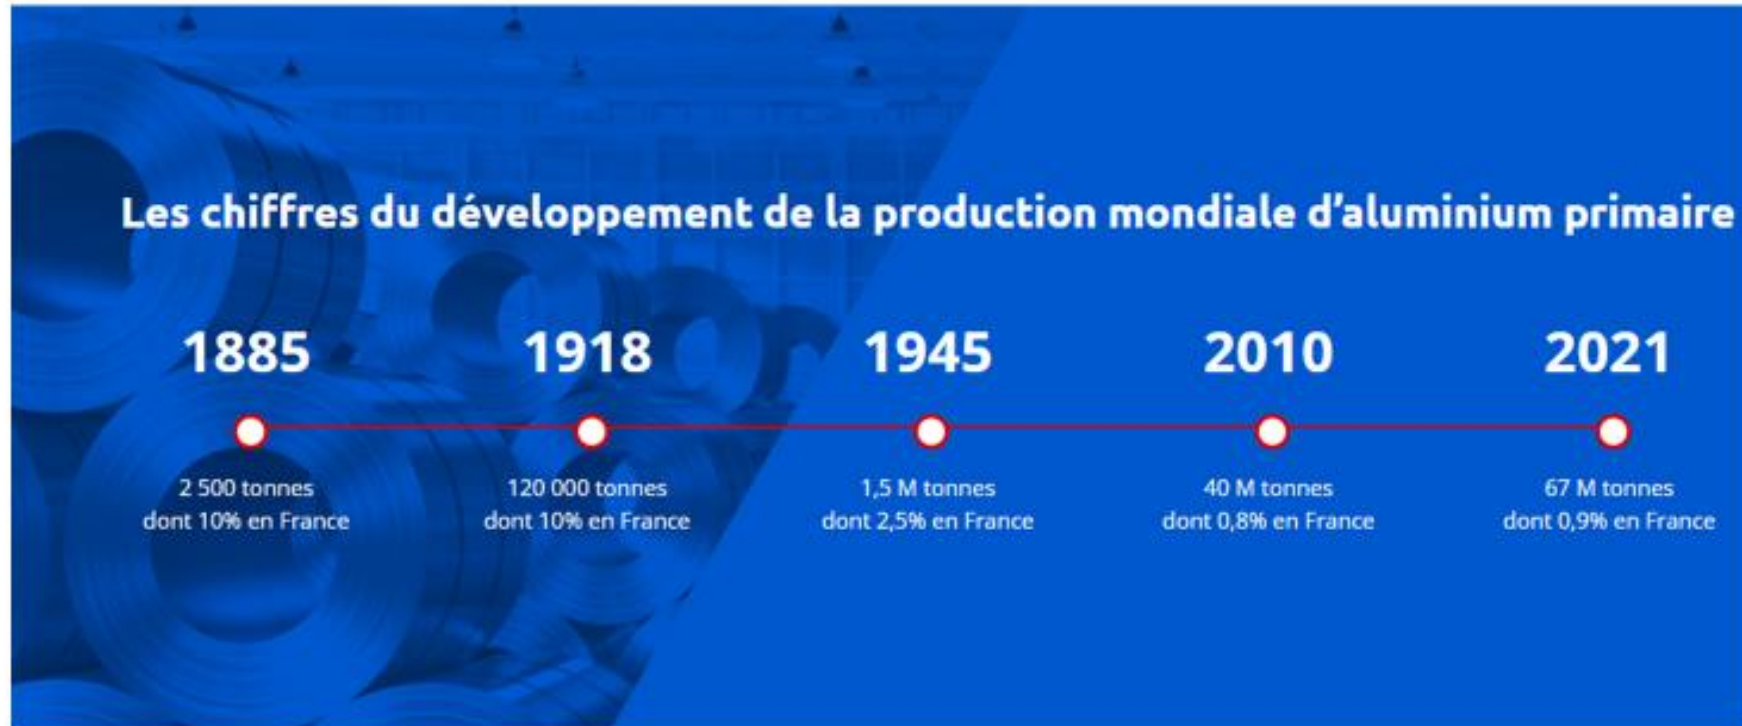 Les chiffres du développement de la production mondiale d’aluminium primaire
1885
2 500 tonnes
dont 10% en France
1918
120 000 tonnes
dont 10% en France
1945
1,5 M tonnes
dont 2,5% en France
2010
40 M tonnes
dont 0,8% en France
2021
67 M tonnes
dont 0,9% en France